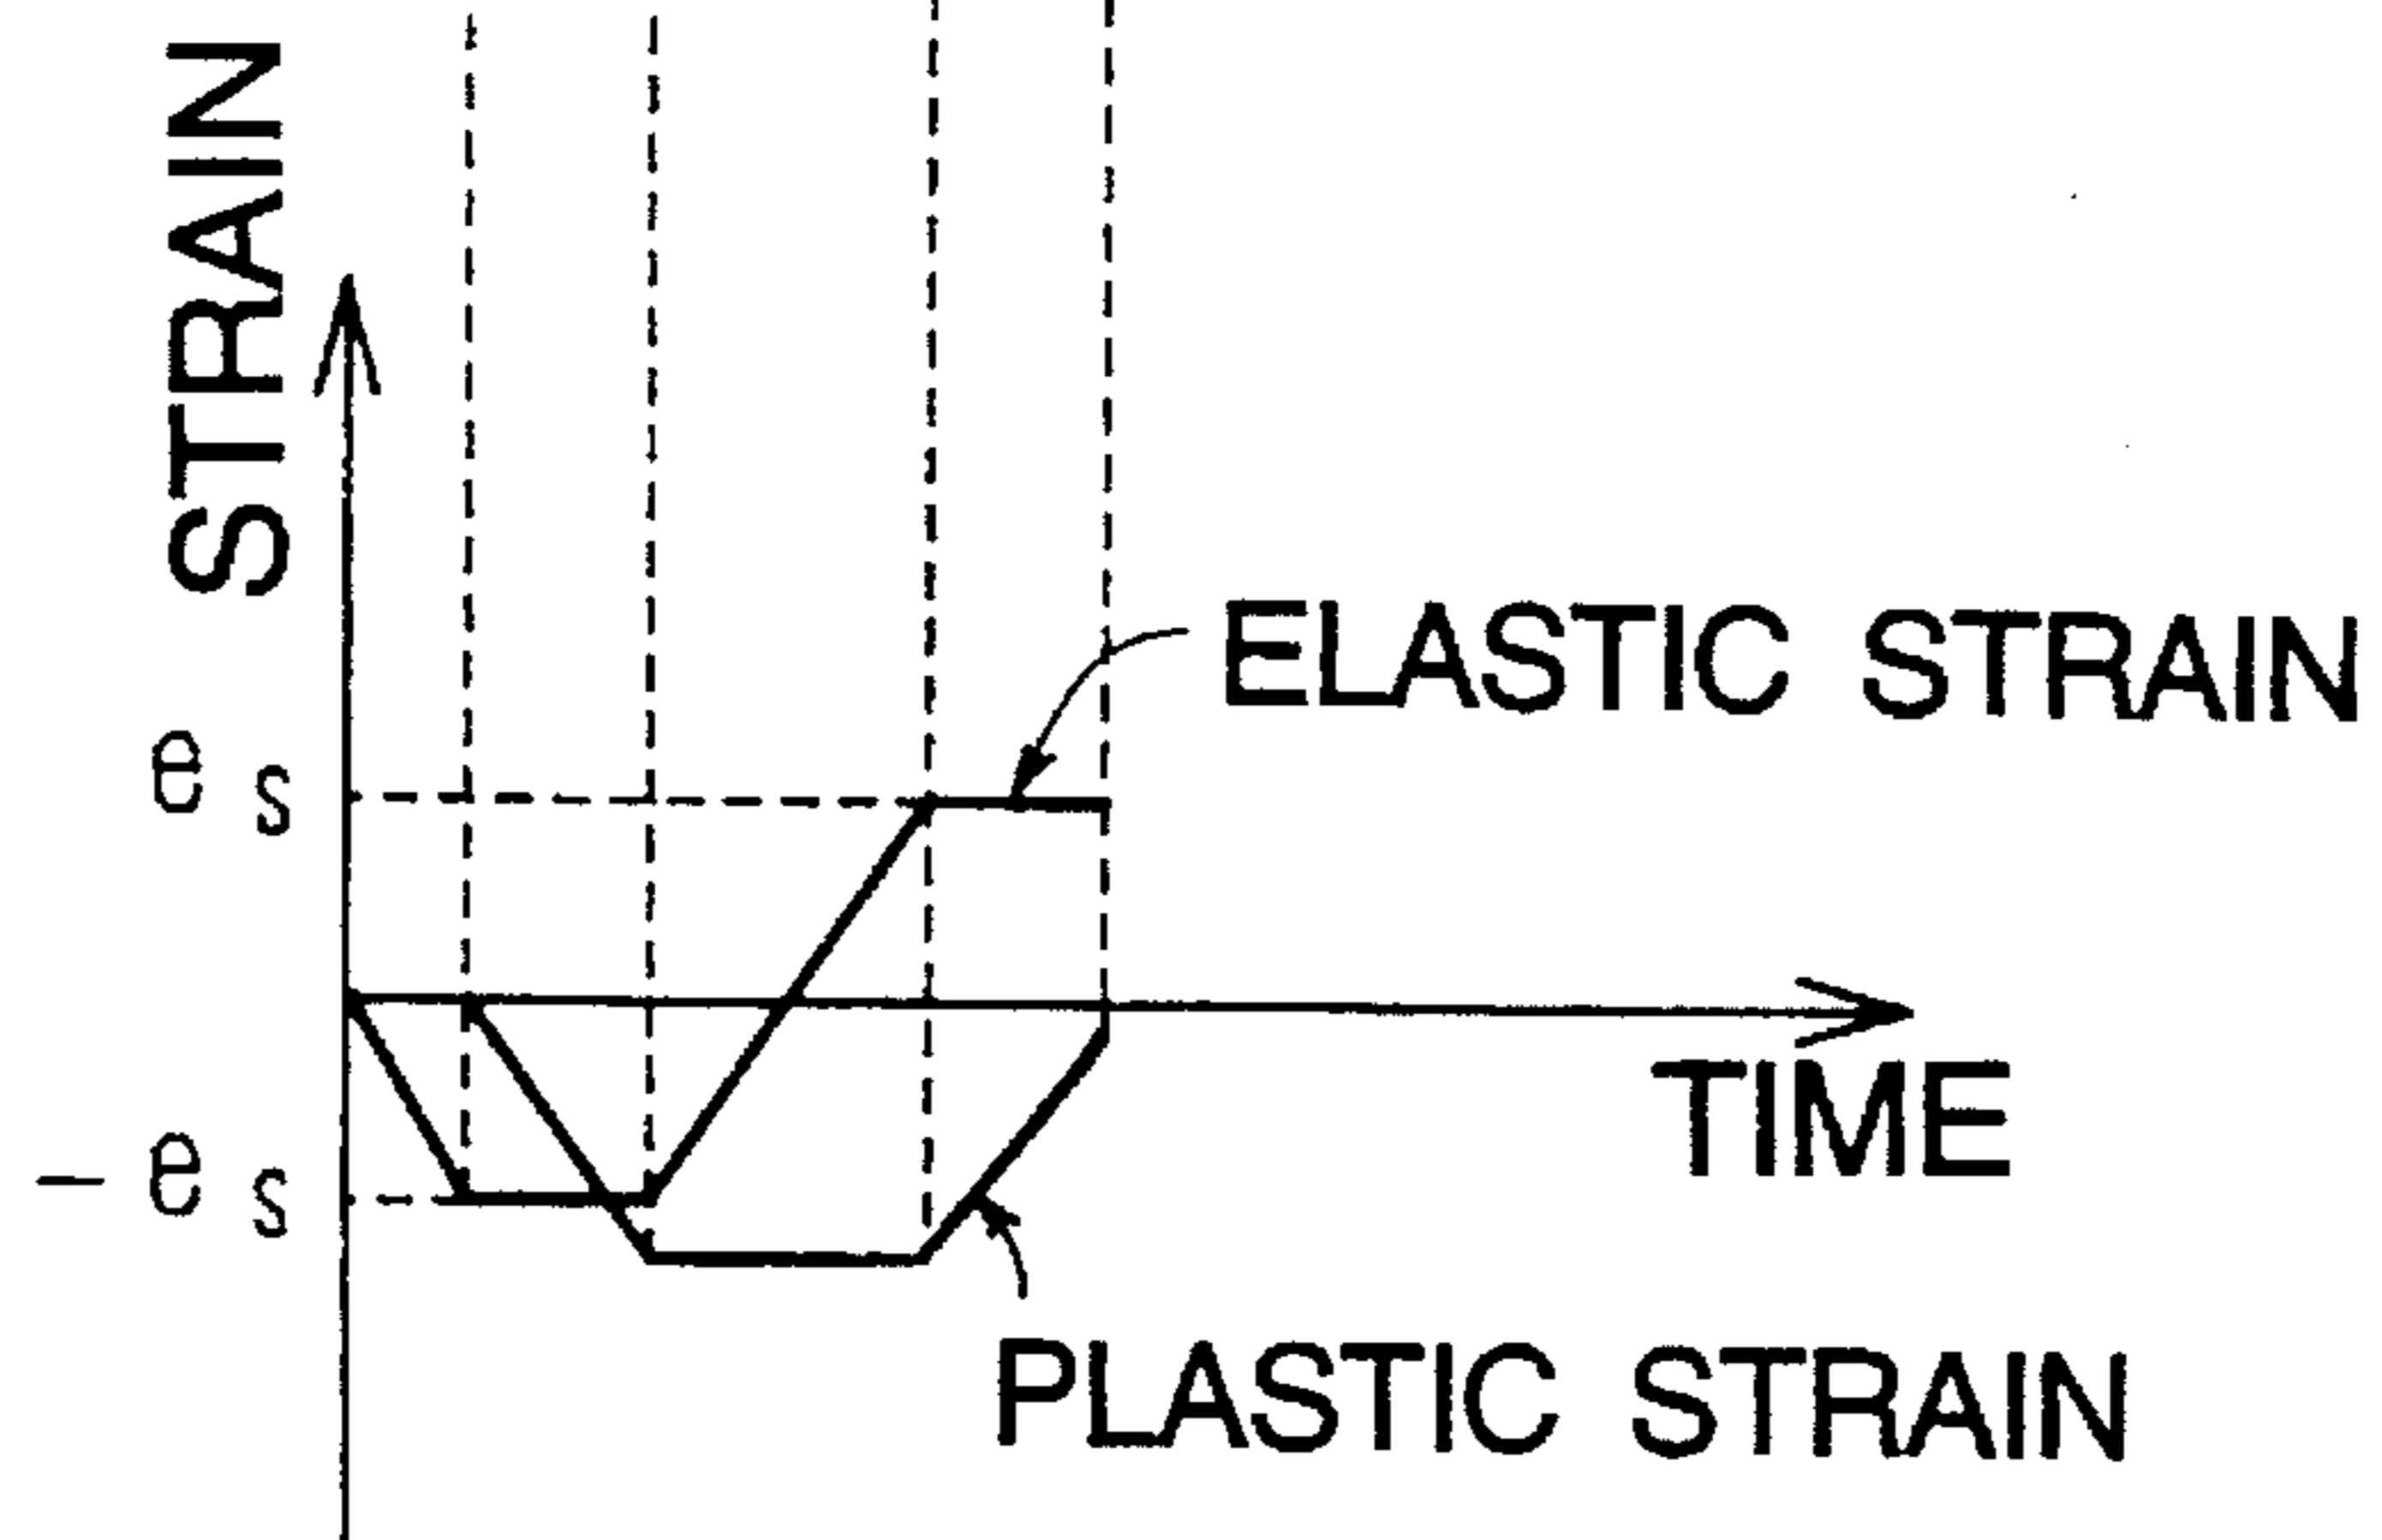 STRAIN
ELASTIC STRAIN
e s
TIME
－e s
PLASTIC STRAIN